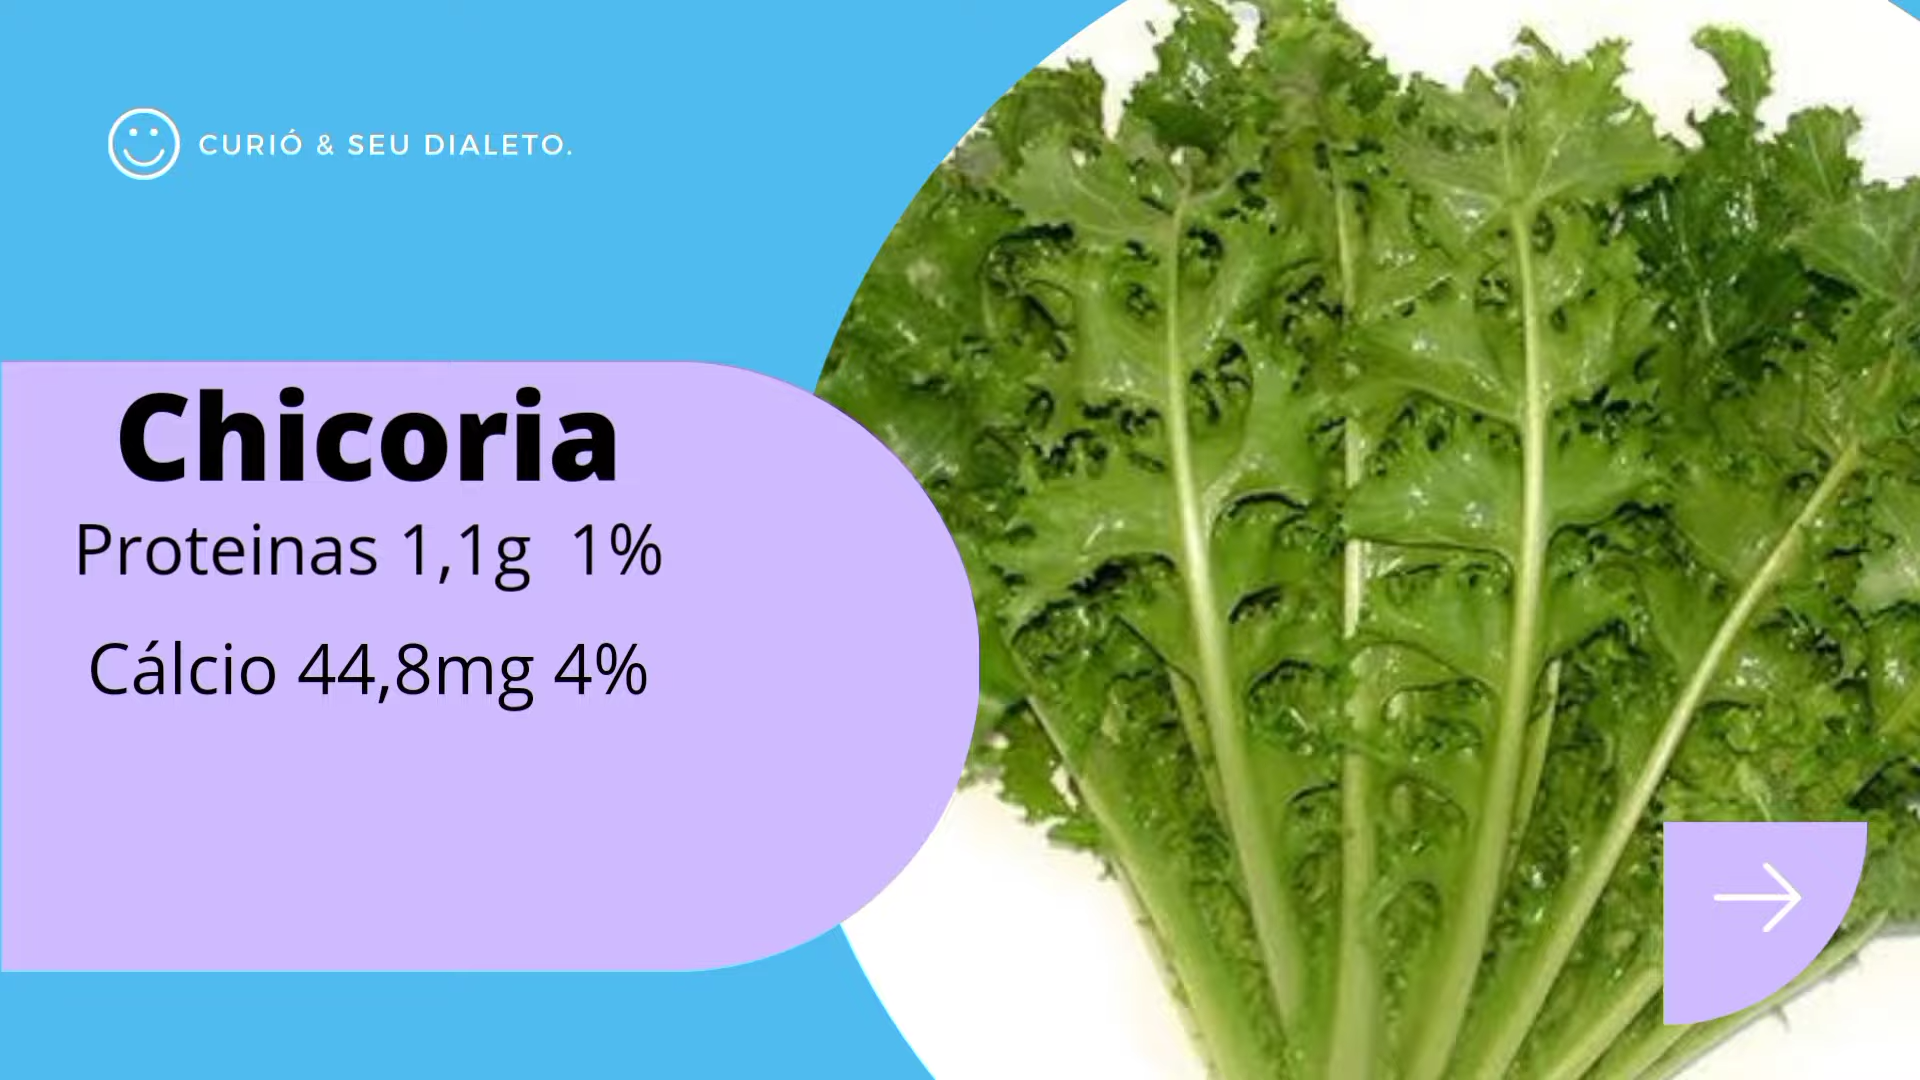 CURIÓ & SEU DIALETO.
Chicoria
Proteinas 1,1g 1%
Cálcio 44,8mg 4%